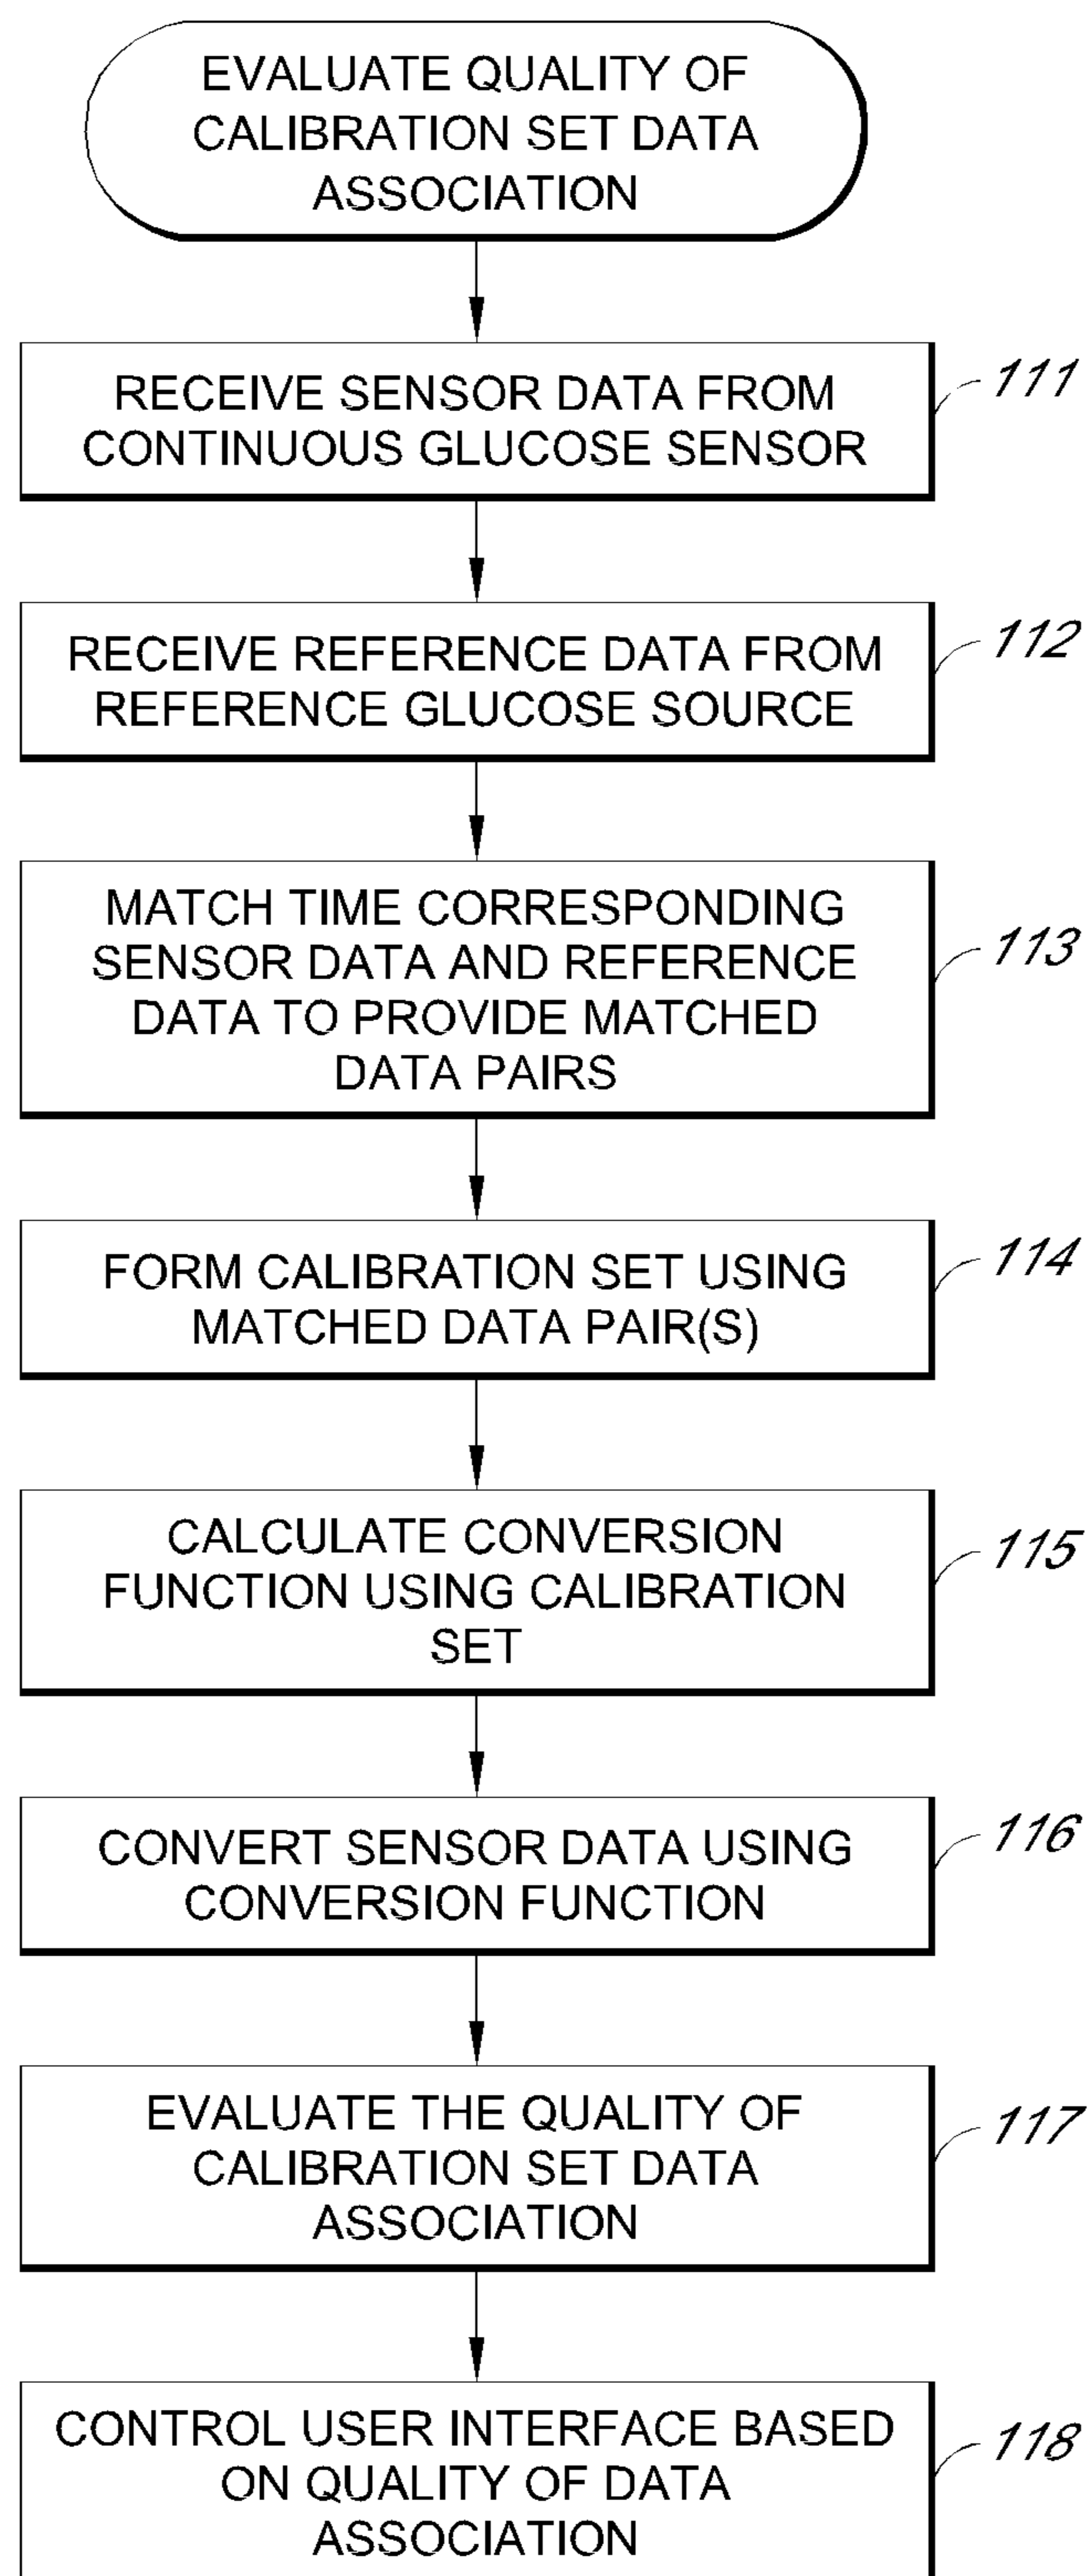 EVALUATE QUALITY OF
CALIBRATION SET DATA
ASSOCIATION
RECEIVE SENSOR DATA FROM
CONTINUOUS GLUCOSE SENSOR
111
RECEIVE REFERENCE DATA FROM
REFERENCE GLUCOSE SOURCE
112
MATCH TIME CORRESPONDING
SENSOR DATA AND REFERENCE
DATA TO PROVIDE MATCHED
DATA PAIRS
113
FORM CALIBRATION SET USING
MATCHED DATA PAIR(S)
114
CALCULATE CONVERSION
FUNCTION USING CALIBRATION
SET
115
CONVERT SENSOR DATA USING
CONVERSION FUNCTION
116
EVALUATE THE QUALITY OF
CALIBRATION SET DATA
ASSOCIATION
117
CONTROL USER INTERFACE BASED
ON QUALITY OF DATA
ASSOCIATION
118